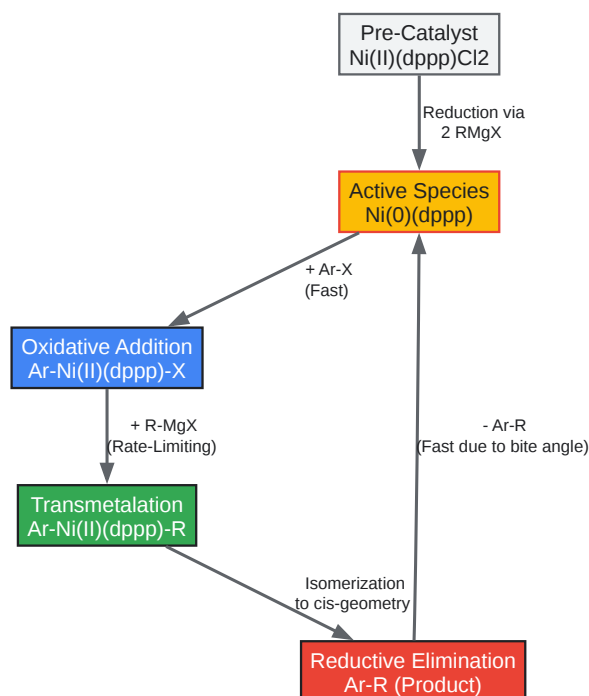 Pre-Catalyst
Ni(II)(dppp)Cl2
Reduction via
2 RMgX
Active Species
Ni(0)(dppp)
+ Ar-X
(Fast)
Oxidative Addition
Ar-Ni(II)(dppp)-X
+ R-MgX
(Rate-Limiting)
- Ar-R
(Fast due to bite angle)
Transmetalation
Ar-Ni(II)(dppp)-R
Isomerization
to cis-geometry
Reductive Elimination
Ar-R (Product)